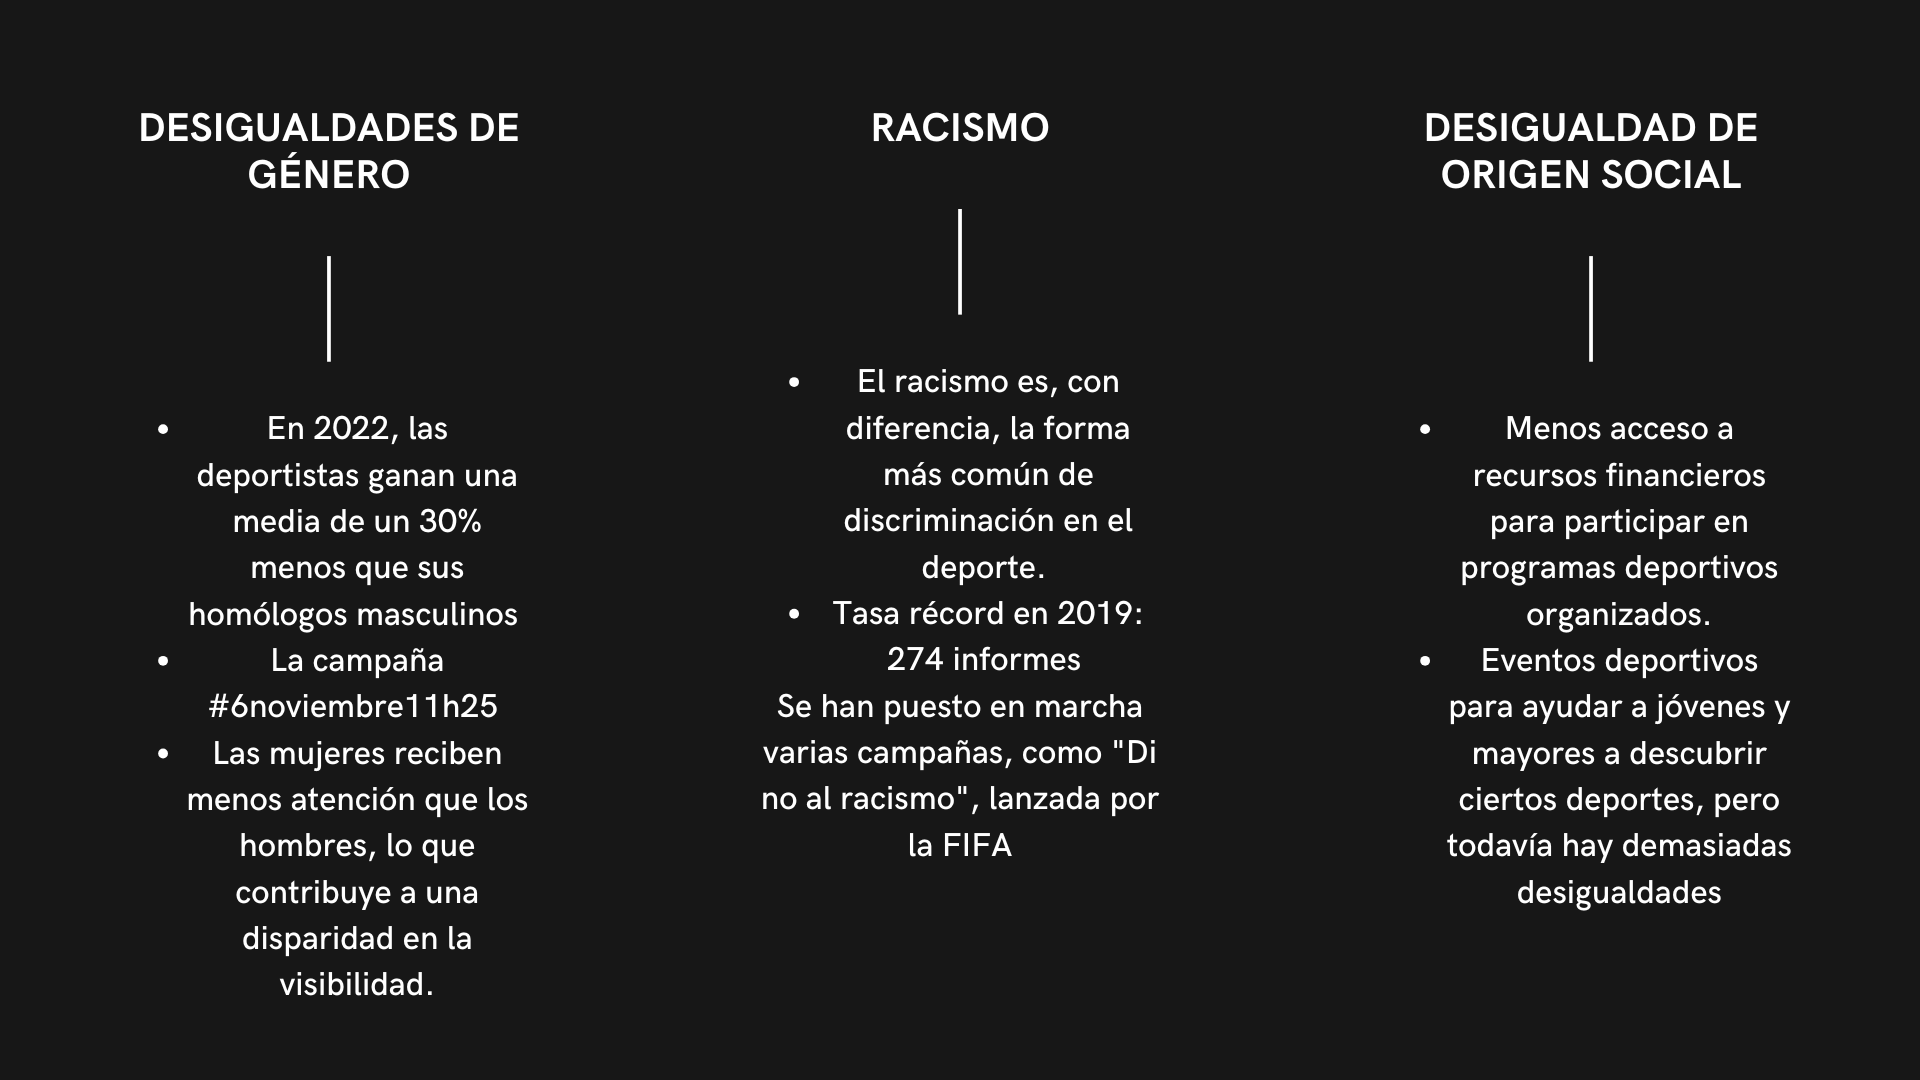 DESIGUALDADES DE
GÉNERO
• En 2022, las
deportistas ganan una
media de un 30%
menos que sus
homólogos masculinos
• La campaña
#6noviembre11h25
• Las mujeres reciben
menos atención que los
hombres, lo que
contribuye a una
disparidad en la
visibilidad.
RACISMO
• El racismo es, con
diferencia, la forma
más común de
discriminación en el
deporte.
• Tasa récord en 2019:
274 informes
Se han puesto en marcha
varias campañas, como "Di
no al racismo", lanzada por
la FIFA
DESIGUALDAD DE
ORIGEN SOCIAL
• Menos acceso a
recursos financieros
para participar en
programas deportivos
organizados.
• Eventos deportivos
para ayudar a jóvenes y
mayores a descubrir
ciertos deportes, pero
todavía hay demasiadas
desigualdades